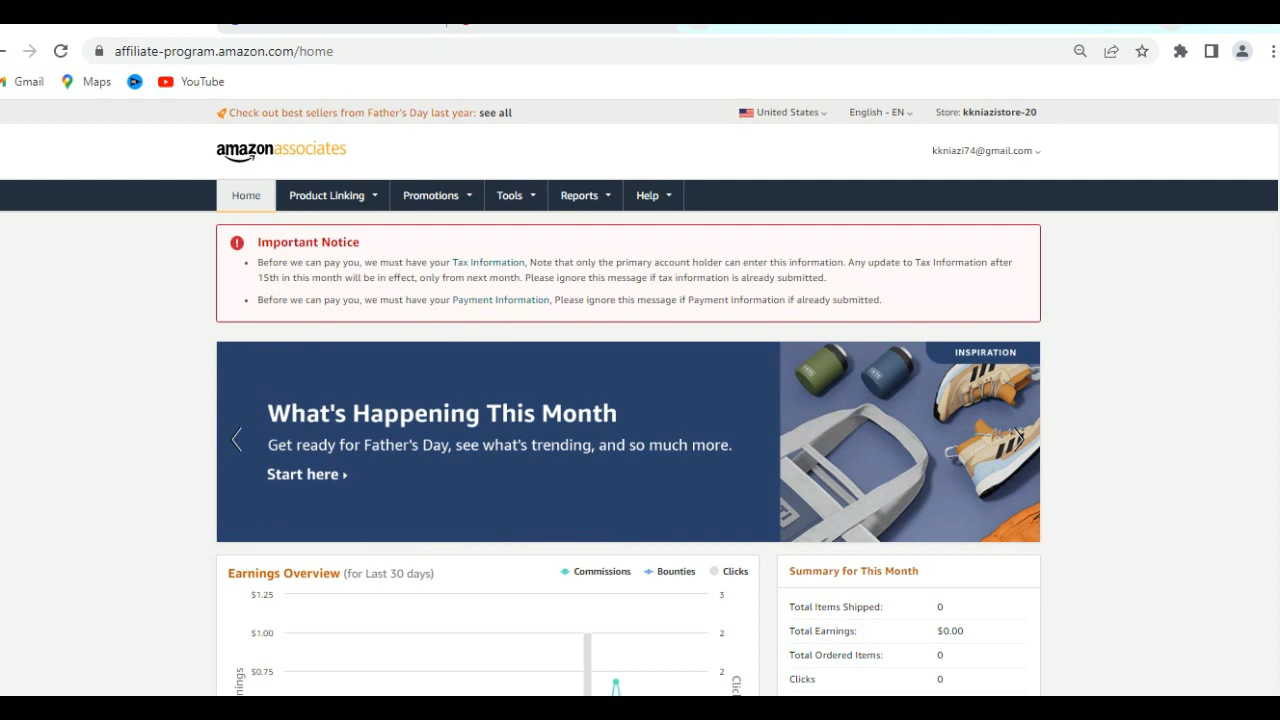 affiliate-program.amazon.com/home
Gmail Maps YouTube
Check out best sellers from Father's Day last year: see all United States English - EN Store: kkniazistore-20
amazonassociates kkniazi74@gmail.com
Home Product Linking Promotions Tools Reports Help
Important Notice
• Before we can pay you, we must have your Tax Information, Note that only the primary account holder can enter this information. Any update to Tax Information after
15th in this month will be in effect, only from next month. Please ignore this message if tax information is already submitted.
• Before we can pay you, we must have your Payment Information, Please ignore this message if Payment Information if already submitted.
INSPIRATION
What's Happening This Month
Get ready for Father's Day, see what's trending, and so much more.
Start here
YETI
YETI
Earnings Overview (for Last 30 days) Commissions Bounties Clicks
$1.25 3
$1.00 2
$0.75 2
Summary for This Month
Total Items Shipped: 0
Total Earnings: $0.00
Total Ordered Items: 0
Clicks 0